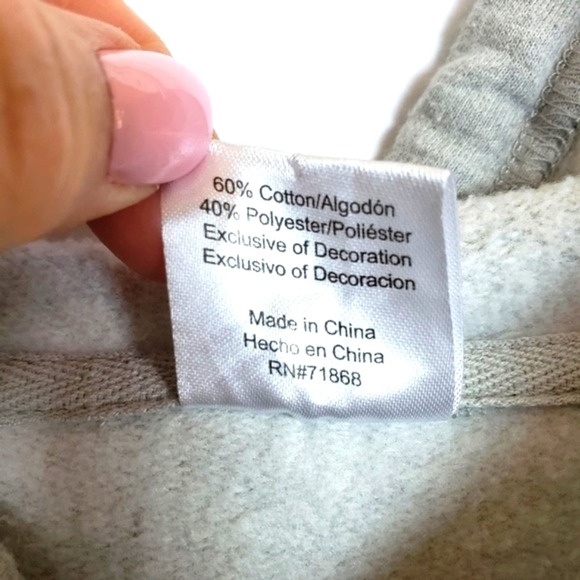 60% Cotton/Algodón
40% Polyester/Poliéster
Exclusive of Decoration
Exclusivo of Decoracion
Made in China
Hecho en China
RN#71868